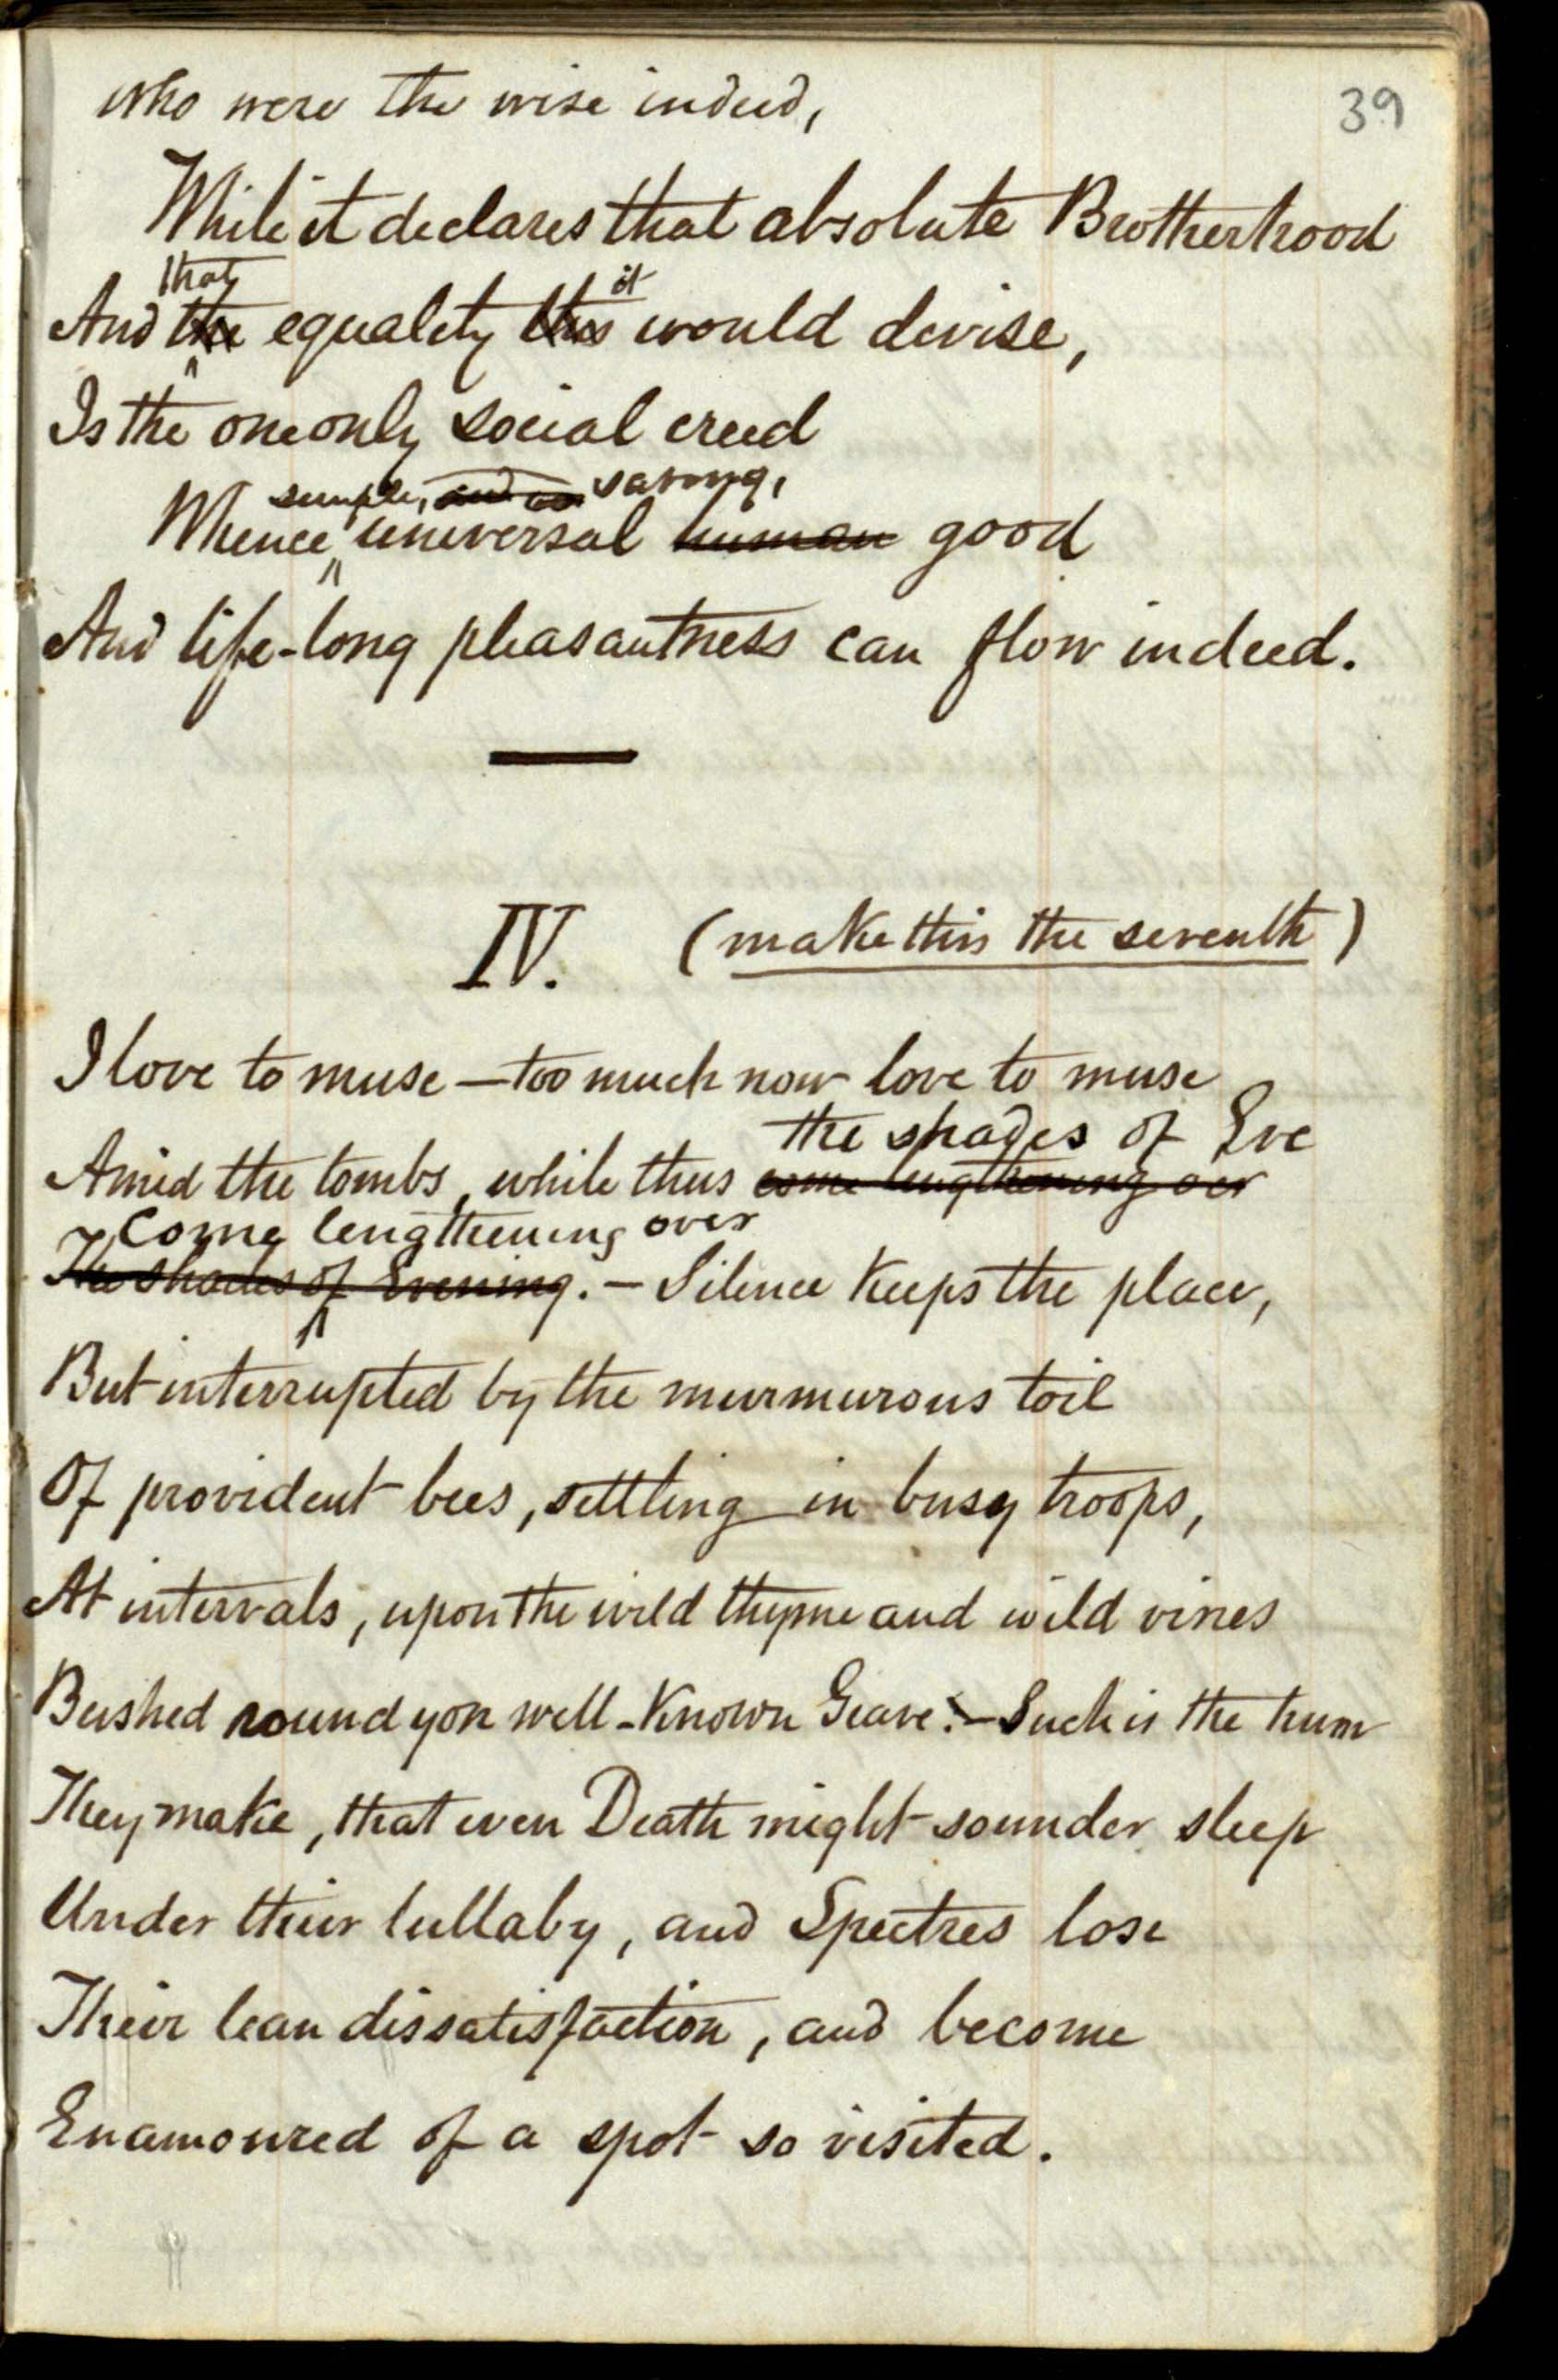 39
who were the wise indeed,
While it declares that absolute Brotherhood
that it
And the equality this would devise,
Is the one only social creed
simple, and as strong,
Whence universal human good
And life-long pleasantness can flow indeed.
IV. (make this the seventh)
I love to muse — too much now love to muse
the shades of Eve
Amid the tombs, while thus come lengthening oer
Come lengthening over
The shades of Evening. — Silence keeps the place,
But interrupted by the murmurous toil
Of provident bees, settling in busy troops,
At intervals, upon the wild thyme and wild vines
Bushed round yon well-known Grave: — Such is the hum
They make, that even Death might sounder sleep
Under their lullaby, and Spectres lose
Their lean dissatisfaction, and become
Enamoured of a spot so visited.